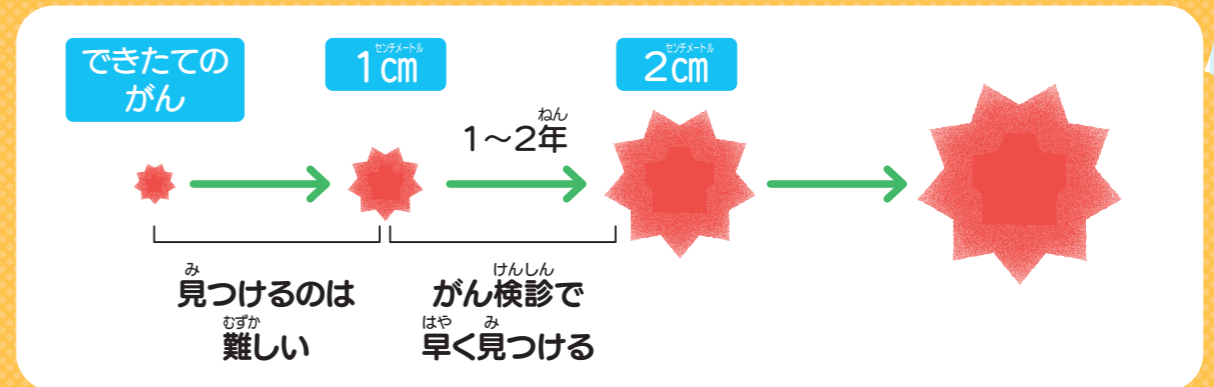 できたての
がん
センチメートル
1cm
センチメートル
2cm
ねん
1～2年
み
見つけるのは
むずか
難しい
けんしん
がん検診で
はや み
早く見つける